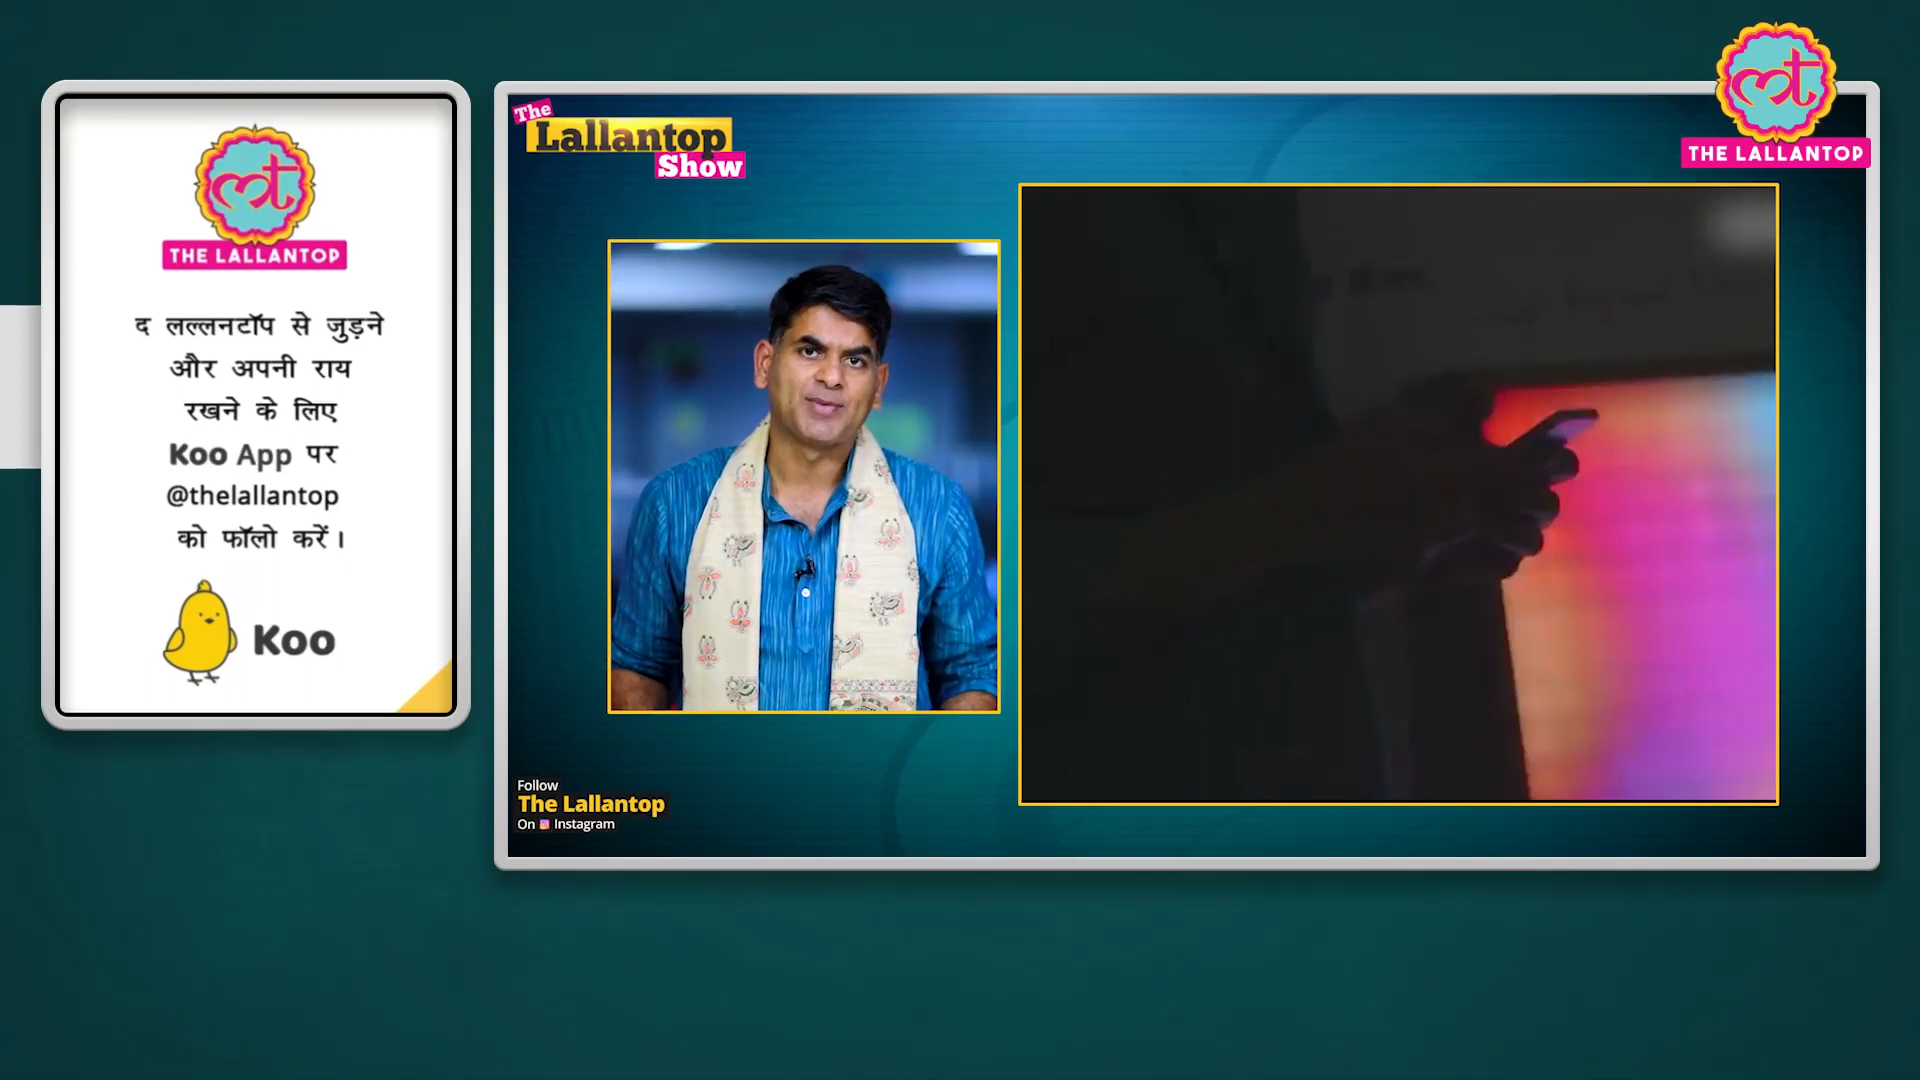 THE LALLANTOP
द लल्लनटॉप से जुड़ने
और अपनी राय
रखने के लिए
Koo App पर
@thelallantop
को फॉलो करें।
Koo
The
Lallantop
Show
Follow
The Lallantop
On Instagram
THE LALLANTOP